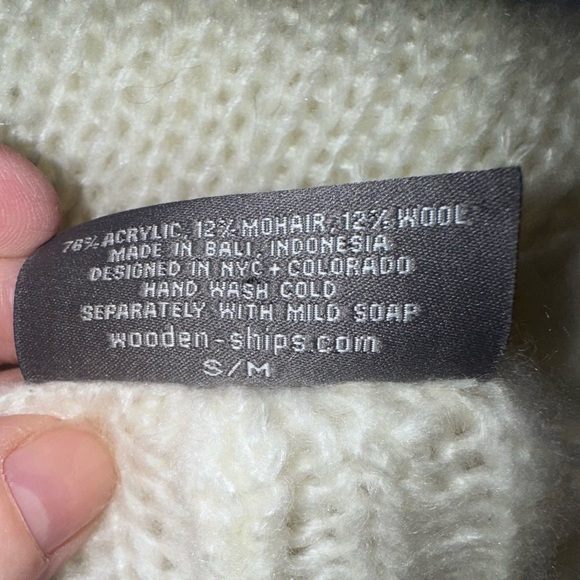 76% ACRYLIC, 12% MOHAIR, 12% WOOL
MADE IN BALI, INDONESIA
DESIGNED IN NYC + COLORADO
HAND WASH COLD
SEPARATELY WITH MILD SOAP
wooden-ships.com
S/M